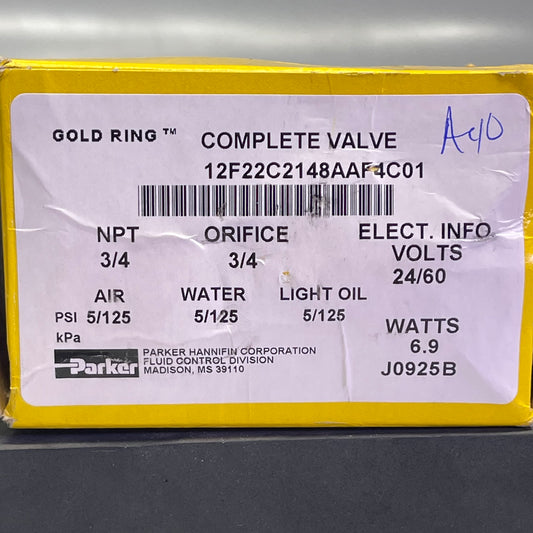 GOLD RING™ COMPLETE VALVE
12F22C2148AAF4C01
NPT ORIFICE ELECT. INFO
3/4 3/4 VOLTS
24/60
AIR WATER LIGHT OIL
PSI 5/125 5/125 5/125
kPa
WATTS
6.9
J0925B
Parker
PARKER HANNIFIN CORPORATION
FLUID CONTROL DIVISION
MADISON, MS 39110